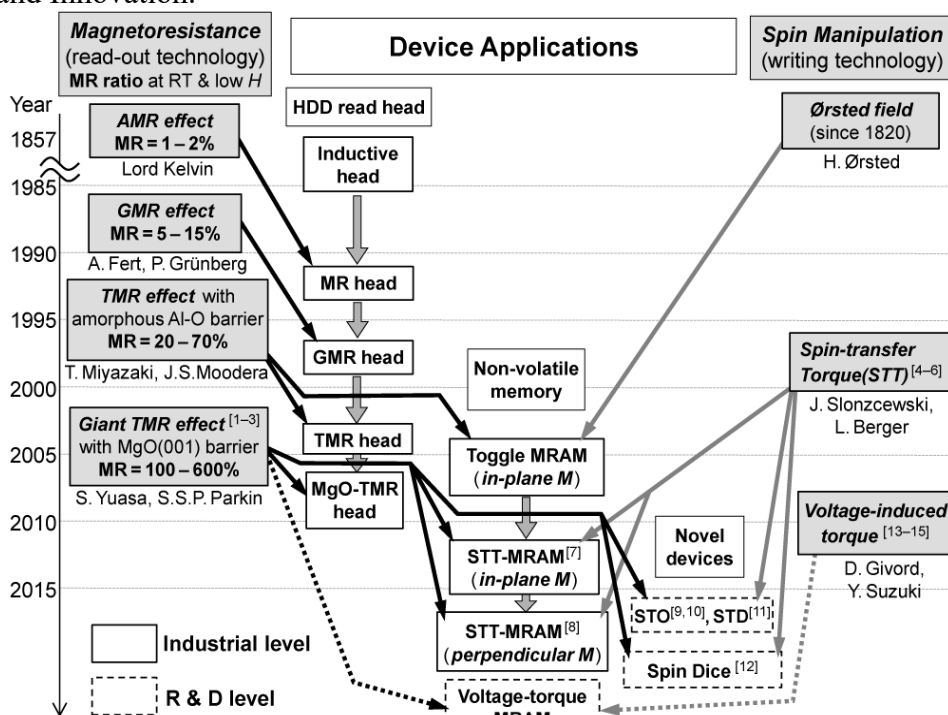 and Innovation.
Magnetoresistance
(read-out technology)
MR ratio at RT & low H
Device Applications
Spin Manipulation
(writing technology)
Year
1857
1985
1990
1995
2000
2005
2010
2015
AMR effect
MR = 1 – 2%
Lord Kelvin
GMR effect
MR = 5 – 15%
A. Fert, P. Grünberg
TMR effect with
amorphous Al-O barrier
MR = 20 – 70%
T. Miyazaki, J.S.Moodera
Giant TMR effect [1–3]
with MgO(001) barrier
MR = 100 – 600%
S. Yuasa, S.S.P. Parkin
HDD read head
Inductive
head
MR head
GMR head
TMR head
MgO-TMR
head
Non-volatile
memory
Toggle MRAM
(in-plane M)
STT-MRAM[7]
(in-plane M)
STT-MRAM[8]
(perpendicular M)
Voltage-torque
MRAM
Novel
devices
STO[9,10], STD[11]
Spin Dice [12]
Ørsted field
(since 1820)
H. Ørsted
Spin-transfer
Torque(STT) [4–6]
J. Slonzcewski,
L. Berger
Voltage-induced
torque [13–15]
D. Givord,
Y. Suzuki
Industrial level
R & D level